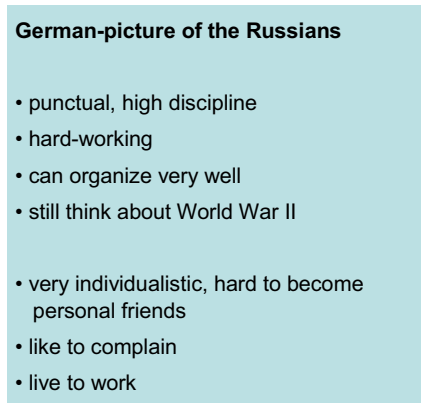 German-picture of the Russians
• punctual, high discipline
• hard-working
• can organize very well
• still think about World War II
• very individualistic, hard to become
personal friends
• like to complain
• live to work